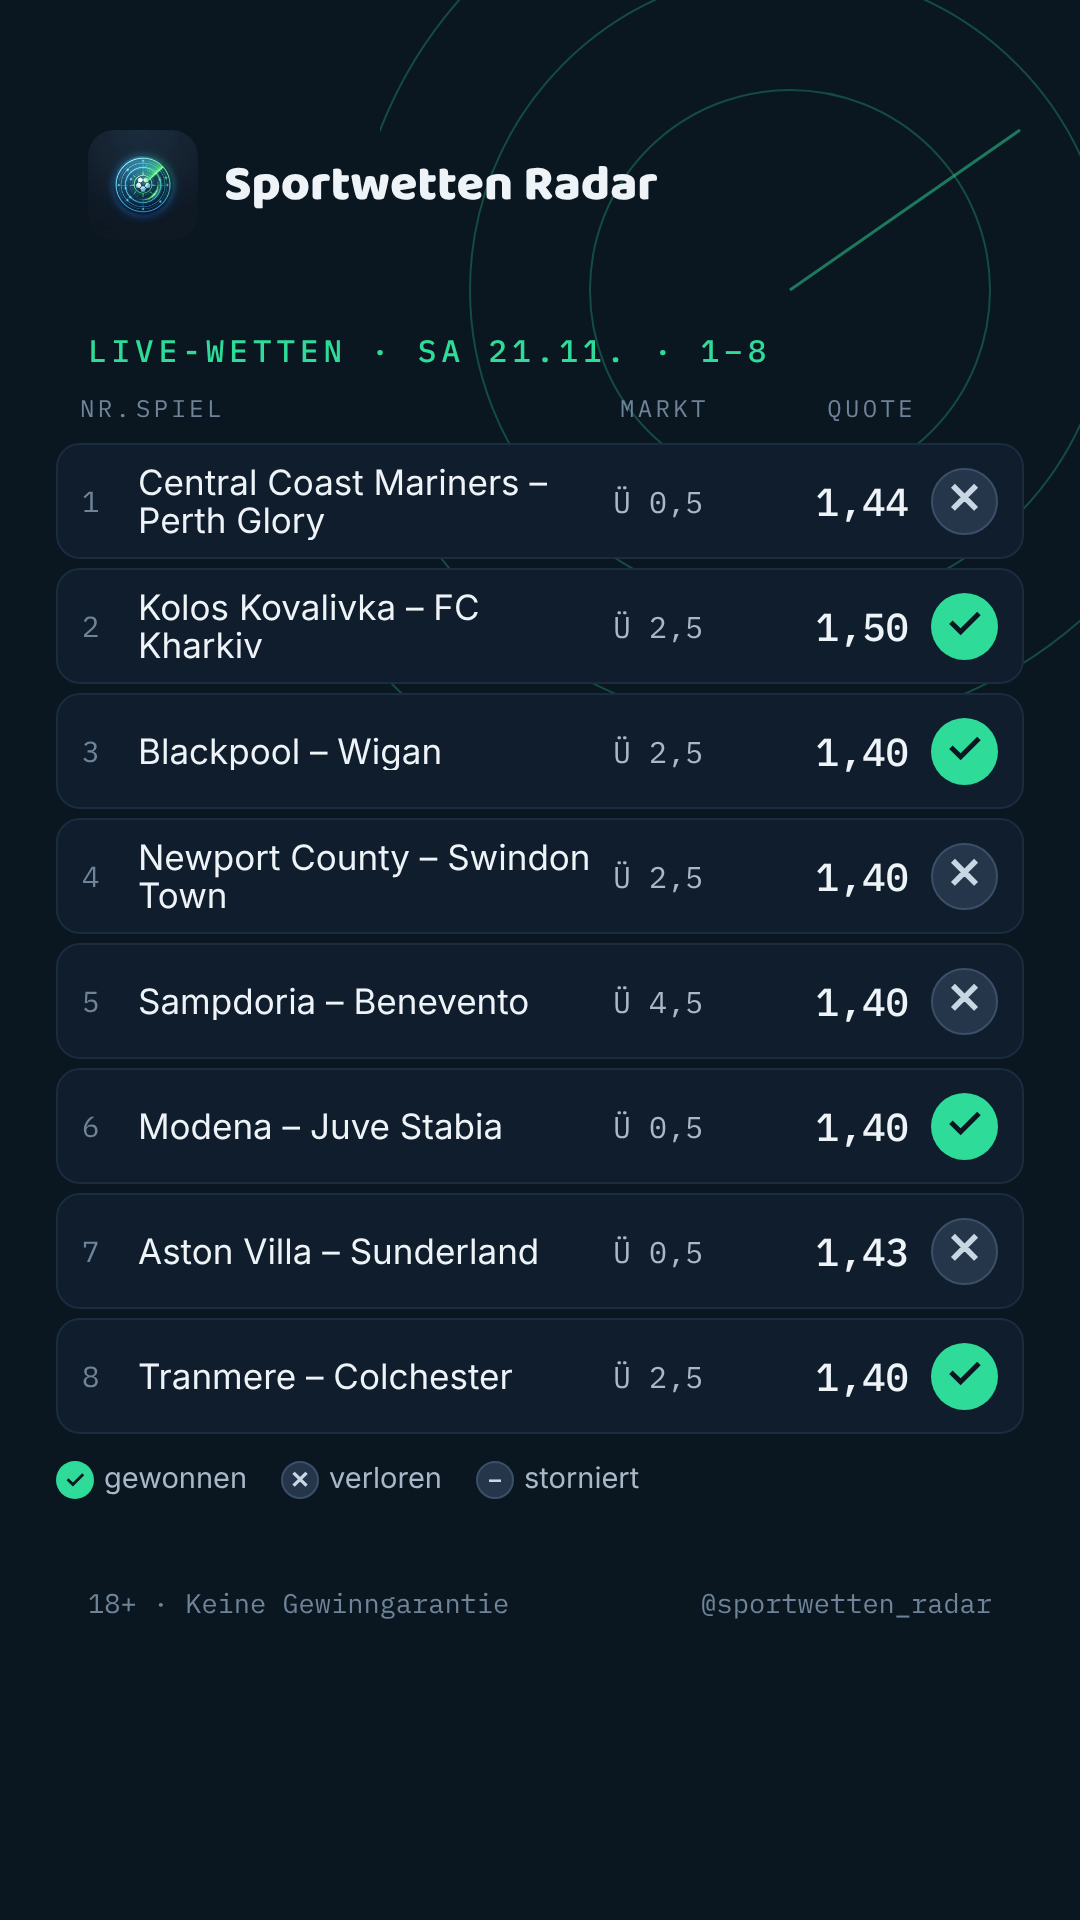 Sportwetten Radar
LIVE-WETTEN · SA 21.11. · 1–8
NR. SPIEL MARKT QUOTE
1 Central Coast Mariners – Perth Glory Ü 0,5 1,44 ✕
2 Kolos Kovalivka – FC Kharkiv Ü 2,5 1,50 ✓
3 Blackpool – Wigan Ü 2,5 1,40 ✓
4 Newport County – Swindon Town Ü 2,5 1,40 ✕
5 Sampdoria – Benevento Ü 4,5 1,40 ✕
6 Modena – Juve Stabia Ü 0,5 1,40 ✓
7 Aston Villa – Sunderland Ü 0,5 1,43 ✕
8 Tranmere – Colchester Ü 2,5 1,40 ✓
✓ gewonnen ✕ verloren – storniert
18+ · Keine Gewinngarantie @sportwetten_radar